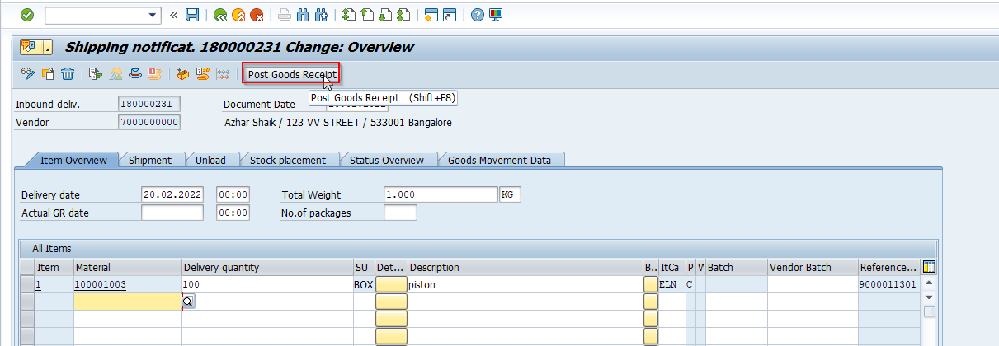 Shipping notificat. 180000231 Change: Overview
Post Goods Receipt
Post Goods Receipt (Shift+F8)
Inbound deliv. 180000231 Document Date
Vendor 7000000000 Azhar Shaik / 123 VV STREET / 533001 Bangalore
Item Overview Shipment Unload Stock placement Status Overview Goods Movement Data
Delivery date 20.02.2022 00:00 Total Weight 1.000 KG
Actual GR date 00:00 No.of packages
All Items
Item Material Delivery quantity SU Det... Description B.. ItCa P V Batch Vendor Batch Reference...
1 100001003 100 BOX piston ELN C 9000011301